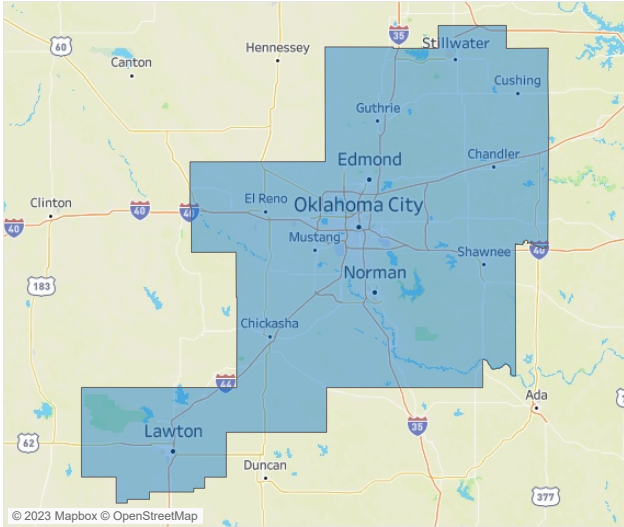 35
60
Stillwater
Hennessey
Canton
Cushing
Guthrie
Edmond
Chandler
El Reno
Clinton
Oklahoma City
40
40
40
Mustang
Shawnee
40
Norman
183
Chickasha
44
Ada
35
Lawton
62
Duncan
377
© 2023 Mapbox © OpenStreetMap